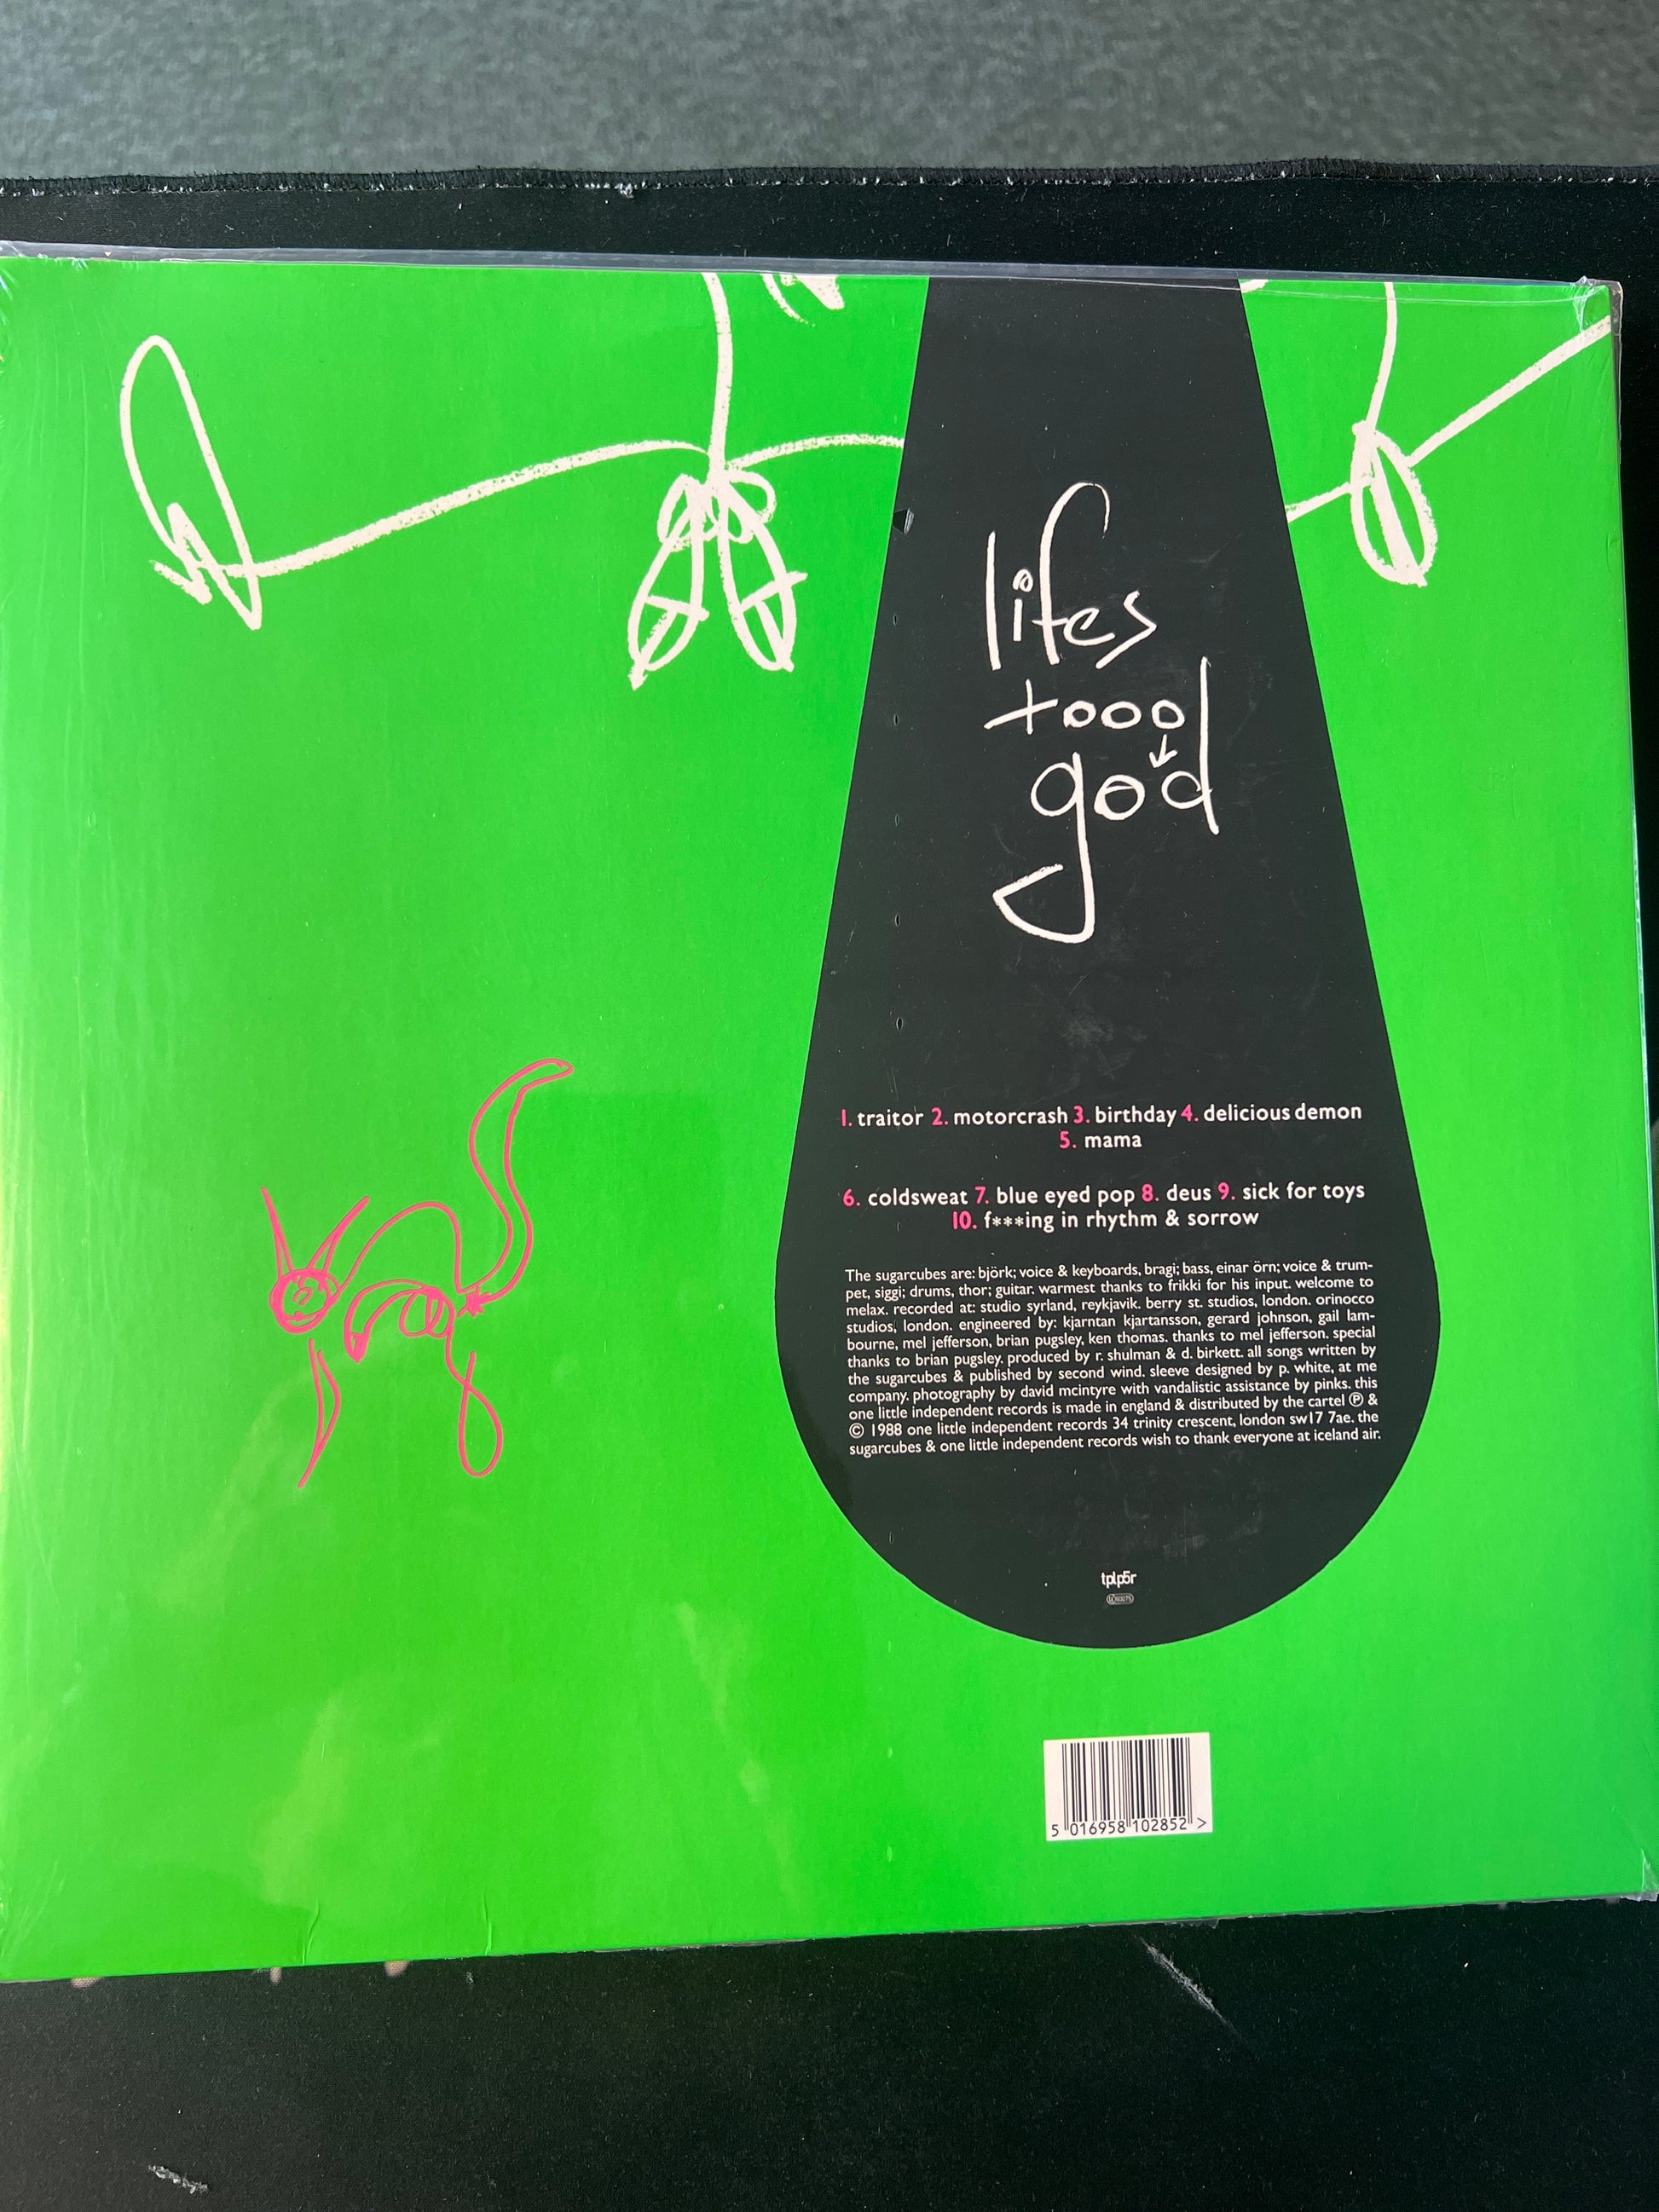 lifes
tooo
god
1. traitor 2. motorcrash 3. birthday 4. delicious demon
5. mama
6. coldsweat 7. blue eyed pop 8. deus 9. sick for toys
10. f***ing in rhythm & sorrow
The sugarcubes are: björk; voice & keyboards, bragi; bass, einar örn; voice & trum-
pet, siggi; drums, thor; guitar. warmest thanks to frikki for his input. welcome to
melax. recorded at: studio syrland, reykjavik. berry st. studios, london. orinocco
studios, london. engineered by: kjarntan kjartansson, gerard johnson, gail lam-
bourne, mel jefferson, brian pugsley, ken thomas. thanks to mel jefferson. special
thanks to brian pugsley. produced by r. shulman & d. birkett. all songs written by
the sugarcubes & published by second wind. sleeve designed by p. white, at me
company. photography by david mcintyre with vandalistic assistance by pinks. this
one little independent records is made in england & distributed by the cartel ℗ &
© 1988 one little independent records 34 trinity crescent, london sw17 7ae. the
sugarcubes & one little independent records wish to thank everyone at iceland air.
tplp5r
5 016958 102852 >